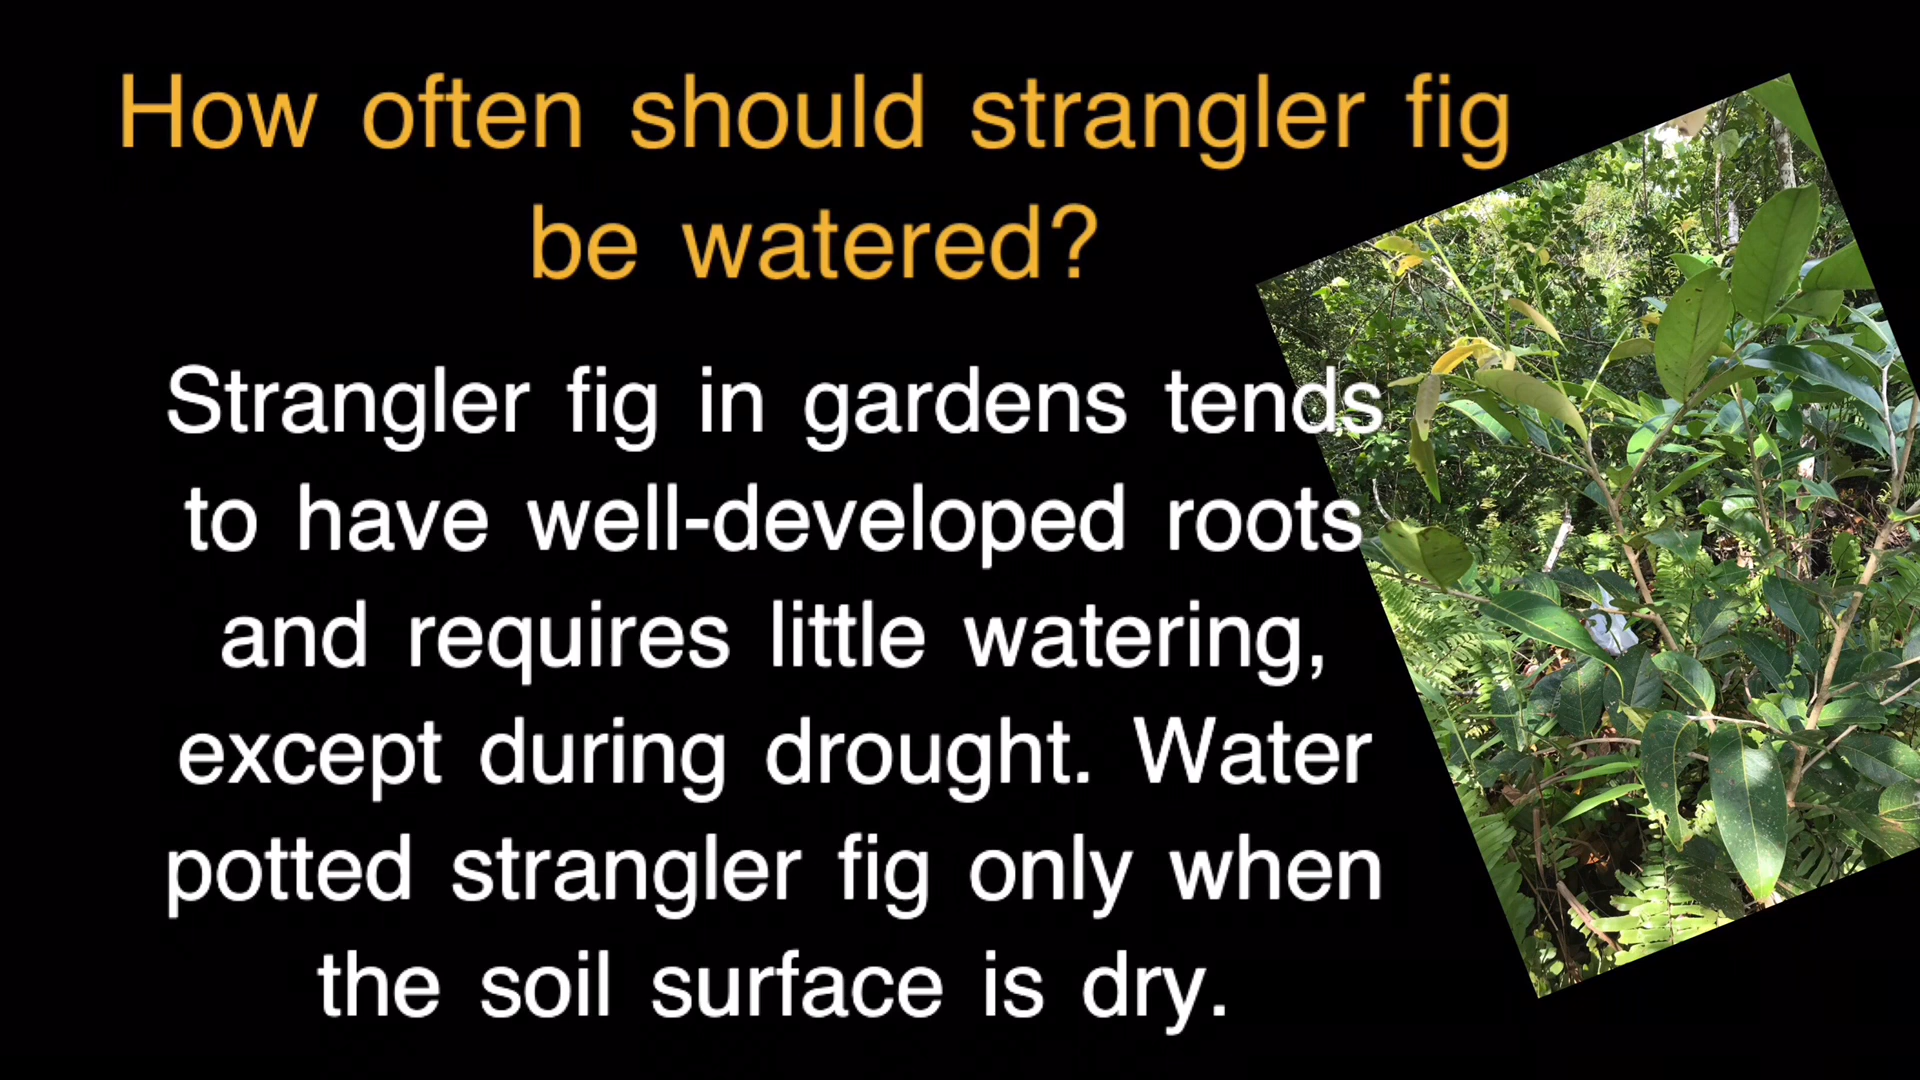 How often should strangler fig
be watered?
Strangler fig in gardens tends
to have well-developed roots
and requires little watering,
except during drought. Water
potted strangler fig only when
the soil surface is dry.